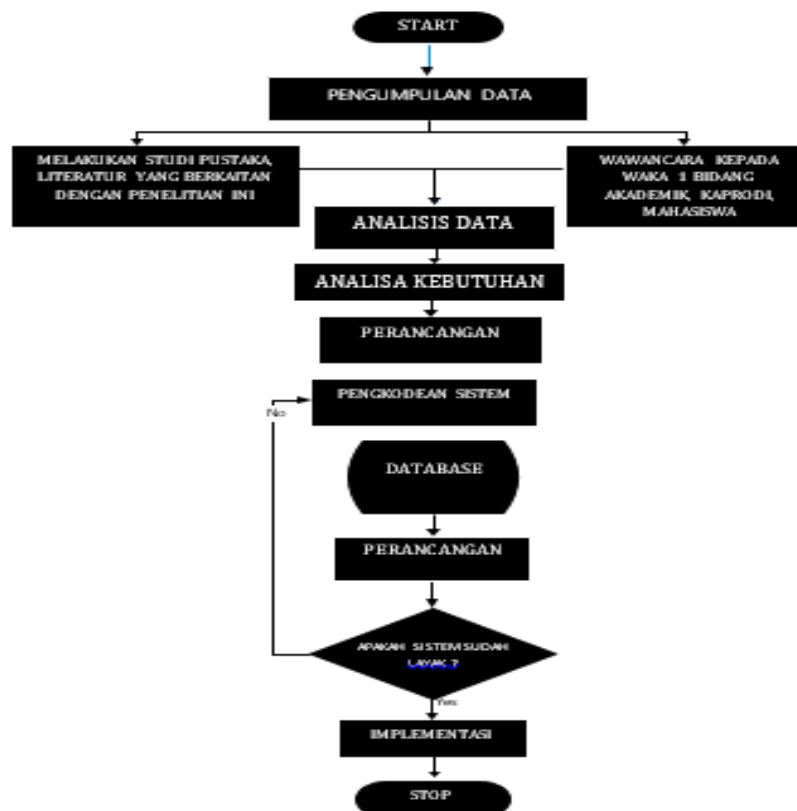 START
PENGUMPULAN DATA
MELAKUKAN STUDI PUSTAKA,
LITERATUR YANG BERKAITAN
DENGAN PENELITIAN INI
WAWANCARA KEPADA
WAKA 1 BIDANG
AKADEMIK, KAPRODI,
MAHASISWA
ANALISIS DATA
ANALISA KEBUTUHAN
PERANCANGAN
PENGKODEAN SISTEM
No
DATABASE
PERANCANGAN
APAKAH SISTEM SUDAH
LAYAK ?
Yes
IMPLEMENTASI
STOP